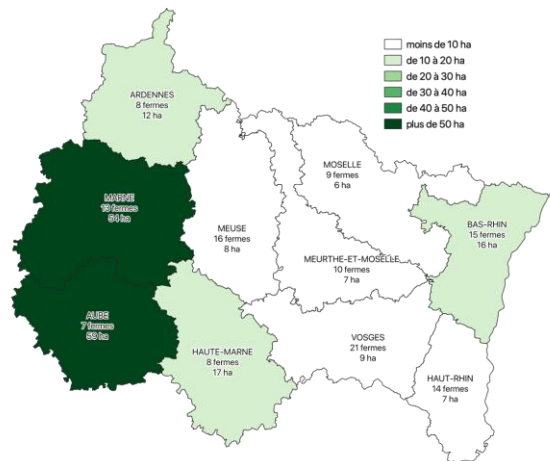 moins de 10 ha
de 10 à 20 ha
de 20 à 30 ha
de 30 à 40 ha
de 40 à 50 ha
plus de 50 ha
ARDENNES
8 fermes
12 ha
MOSELLE
9 fermes
6 ha
MARNE
13 fermes
54 ha
MEUSE
16 fermes
8 ha
BAS-RHIN
15 fermes
16 ha
MEURTHE-ET-MOSELLE
10 fermes
7 ha
AUBE
7 fermes
59 ha
HAUTE-MARNE
8 fermes
17 ha
VOSGES
21 fermes
9 ha
HAUT-RHIN
14 fermes
7 ha